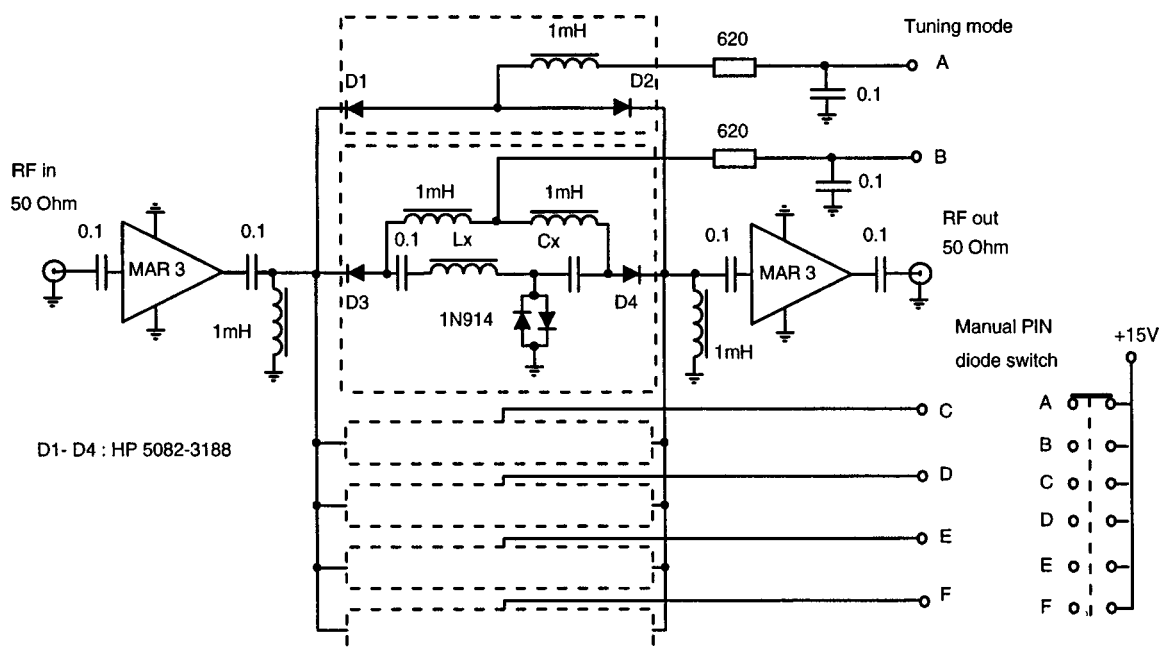 1mH
620
Tuning mode
A
D1
D2
0.1
620
B
0.1
RF in
50 Ohm
1mH
1mH
RF out
50 Ohm
0.1
0.1
0.1
Lx
Cx
0.1
0.1
MAR 3
MAR 3
D3
D4
1N914
1mH
1mH
Manual PIN
diode switch
+15V
C
A
D1- D4 : HP 5082-3188
B
D
C
D
E
E
F
F